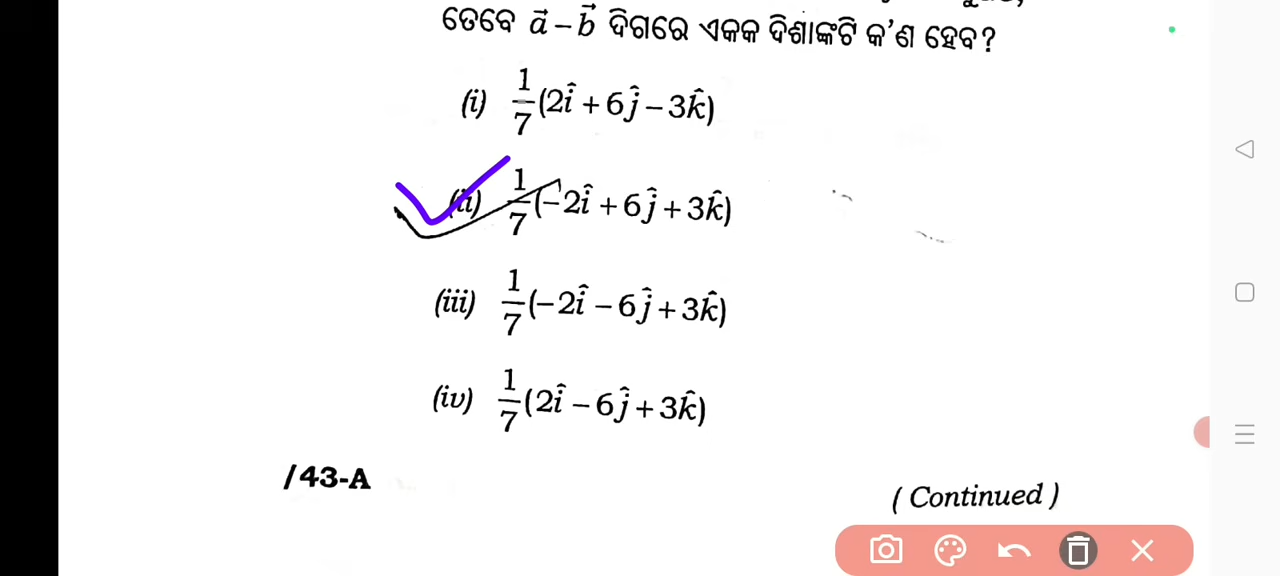 ତେବେ a⃗ – b⃗ ଦିଗରେ ଏକକ ଦିଶାଙ୍କଟି କ'ଣ ହେବ?
(i) 1/7(2î + 6ĵ – 3k̂)
(ii) 1/7(–2î + 6ĵ + 3k̂)
(iii) 1/7(–2î – 6ĵ + 3k̂)
(iv) 1/7(2î – 6ĵ + 3k̂)
/43-A
( Continued )